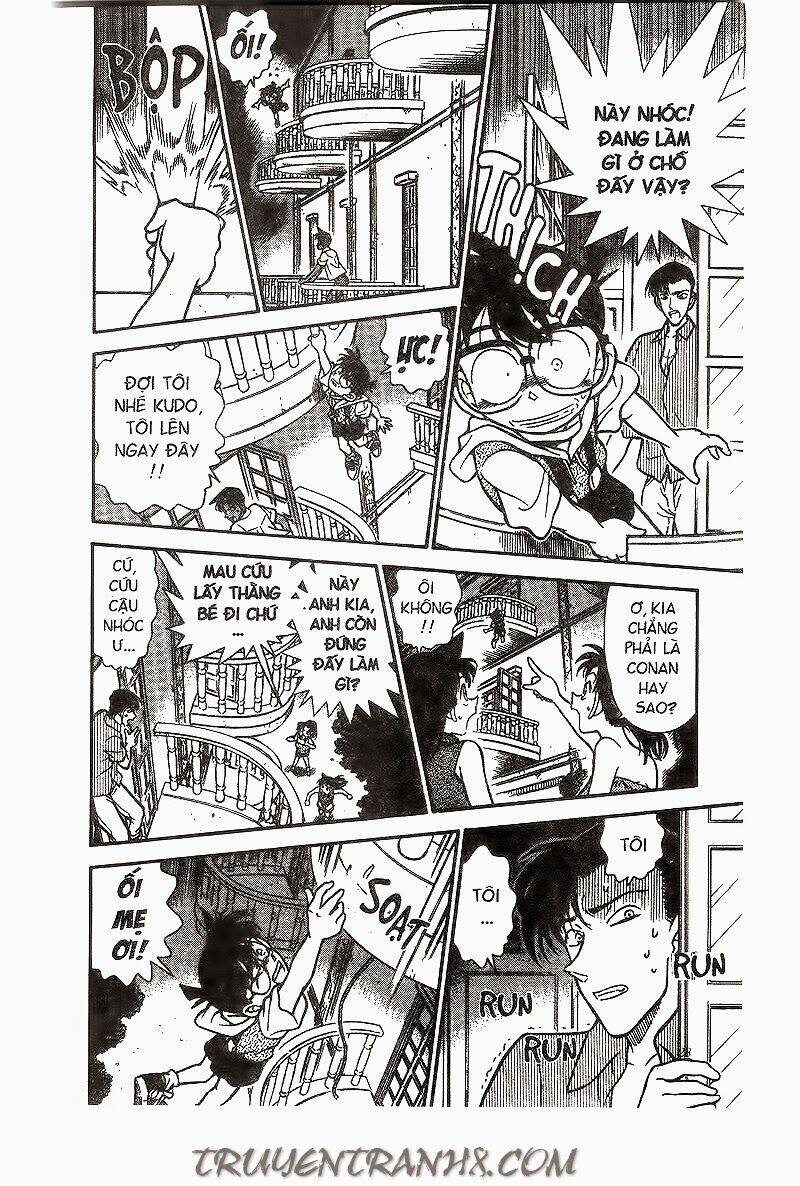 NÀY NHÓC!
ĐANG LÀM
GÌ Ở CHỐ
ĐẤY VẬY?
THỊCH
ỐI!
BỘP
ỰC!
ĐỢI TÔI
NHÉ KUDO,
TÔI LÊN
NGAY ĐÂY
!!
Ơ, KIA
CHẲNG
PHẢI LÀ
CONAN
HAY
SAO?
ÔI
KHÔNG
!!
NÀY
ANH KIA,
ANH CÒN
ĐỨNG
ĐẤY LÀM
GÌ?
MAU CỨU
LẤY THẰNG
BÉ ĐI CHỨ
...
CỨ,
CỨU
CẬU
NHÓC
Ư...
TÔI
TÔI
...
RUN
RUN
RUN
SOẠT
ỐI
MẸ
ƠI!
TRUYENTRANH8.COM